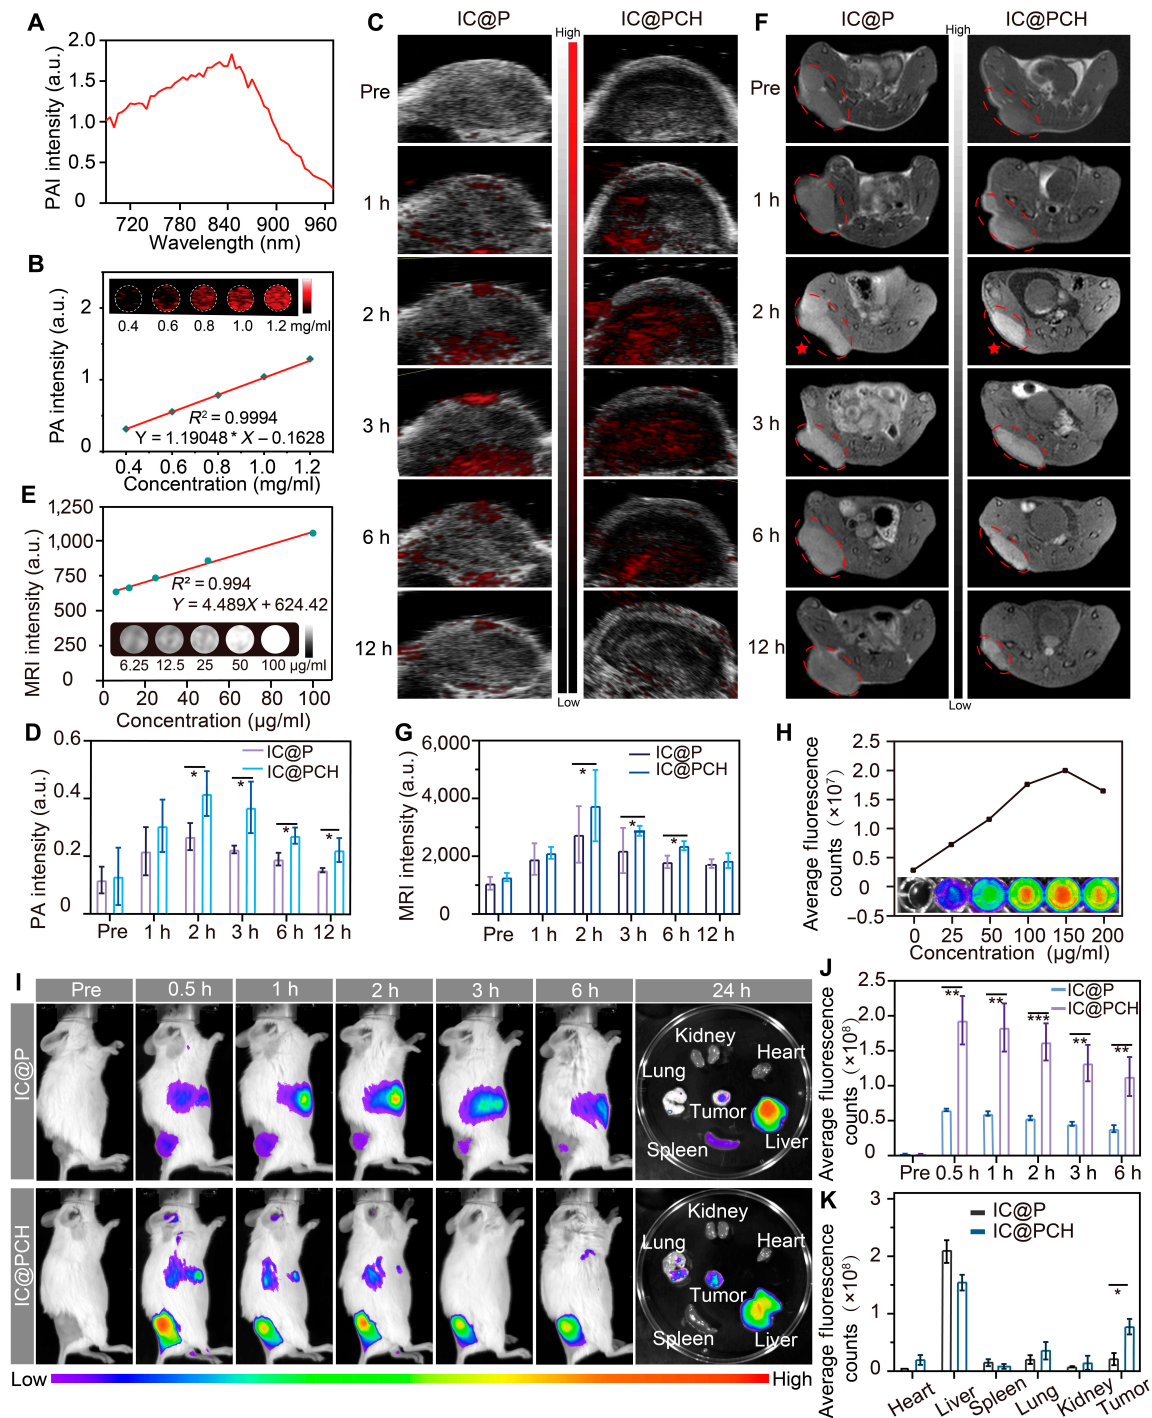 A
2.0
1.5
1.0
0.5
0
PAI intensity (a.u.)
720 780 840 900 960
Wavelength (nm)
B
0.4 0.6 0.8 1.0 1.2 mg/ml
2
1
0
PA intensity (a.u.)
R² = 0.9994
Y = 1.19048 * X – 0.1628
0.4 0.6 0.8 1.0 1.2
Concentration (mg/ml)
E
1,250
1,000
750
500
250
0
MRI intensity (a.u.)
R² = 0.994
Y = 4.489X + 624.42
6.25 12.5 25 50 100 µg/ml
0 20 40 60 80 100
Concentration (µg/ml)
C
IC@P IC@PCH
High
Pre
1 h
2 h
3 h
6 h
12 h
Low
F
IC@P IC@PCH
High
Pre
1 h
2 h
3 h
6 h
12 h
Low
D
0.6
0.4
0.2
0
PA intensity (a.u.)
IC@P
IC@PCH
* * * *
Pre 1 h 2 h 3 h 6 h 12 h
G
6,000
4,000
2,000
0
MRI intensity (a.u.)
IC@P
IC@PCH
* * *
Pre 1 h 2 h 3 h 6 h 12 h
H
2.5
2.0
1.5
1.0
0.5
0
–0.5
Average fluorescence
counts (×10⁷)
0 25 50 100 150 200
Concentration (µg/ml)
I
Pre 0.5 h 1 h 2 h 3 h 6 h 24 h
IC@P
Kidney
Heart
Lung
Tumor
Spleen
Liver
IC@PCH
Kidney
Heart
Lung
Tumor
Spleen
Liver
Low High
J
2.5
2.0
1.5
1.0
0.5
0
Average fluorescence
counts (×10⁸)
IC@P
IC@PCH
** ** *** ** **
Pre 0.5 h 1 h 2 h 3 h 6 h
K
3
2
1
0
Average fluorescence
counts (×10⁸)
IC@P
IC@PCH
*
Heart Liver Spleen Lung Kidney Tumor